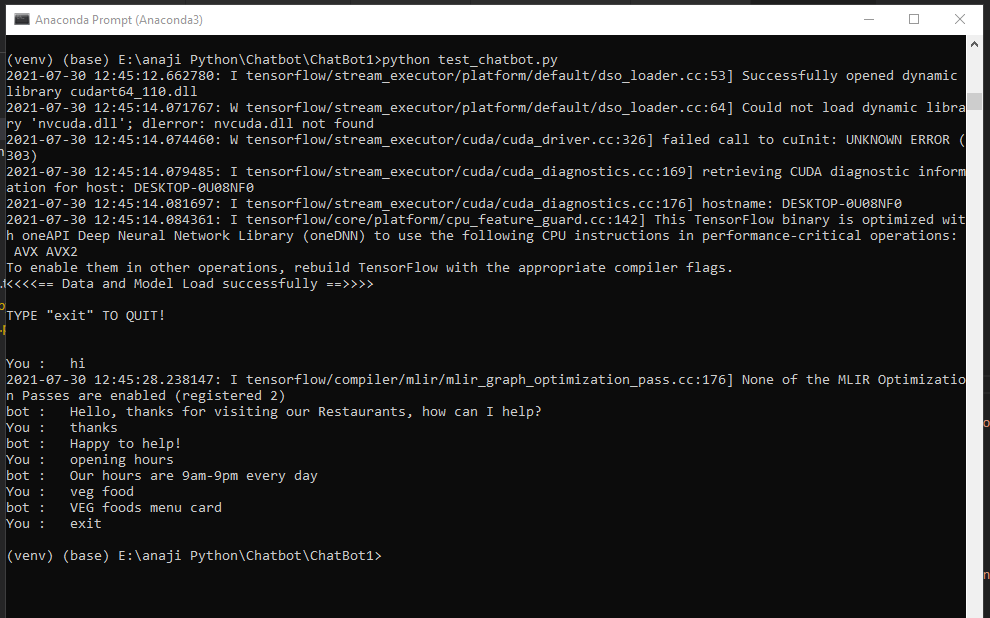 Anaconda Prompt (Anaconda3)
(venv) (base) E:\anaji Python\Chatbot\ChatBot1>python test_chatbot.py
2021-07-30 12:45:12.662780: I tensorflow/stream_executor/platform/default/dso_loader.cc:53] Successfully opened dynamic
library cudart64_110.dll
2021-07-30 12:45:14.071767: W tensorflow/stream_executor/platform/default/dso_loader.cc:64] Could not load dynamic libra
ry 'nvcuda.dll'; dlerror: nvcuda.dll not found
2021-07-30 12:45:14.074460: W tensorflow/stream_executor/cuda/cuda_driver.cc:326] failed call to cuInit: UNKNOWN ERROR (
303)
2021-07-30 12:45:14.079485: I tensorflow/stream_executor/cuda/cuda_diagnostics.cc:169] retrieving CUDA diagnostic inform
ation for host: DESKTOP-0U08NF0
2021-07-30 12:45:14.081697: I tensorflow/stream_executor/cuda/cuda_diagnostics.cc:176] hostname: DESKTOP-0U08NF0
2021-07-30 12:45:14.084361: I tensorflow/core/platform/cpu_feature_guard.cc:142] This TensorFlow binary is optimized wit
h oneAPI Deep Neural Network Library (oneDNN) to use the following CPU instructions in performance-critical operations:
AVX AVX2
To enable them in other operations, rebuild TensorFlow with the appropriate compiler flags.
<<<<== Data and Model Load successfully ==>>>>
TYPE "exit" TO QUIT!
You :   hi
2021-07-30 12:45:28.238147: I tensorflow/compiler/mlir/mlir_graph_optimization_pass.cc:176] None of the MLIR Optimizatio
n Passes are enabled (registered 2)
bot :   Hello, thanks for visiting our Restaurants, how can I help?
You :   thanks
bot :   Happy to help!
You :   opening hours
bot :   Our hours are 9am-9pm every day
You :   veg food
bot :   VEG foods menu card
You :   exit
(venv) (base) E:\anaji Python\Chatbot\ChatBot1>